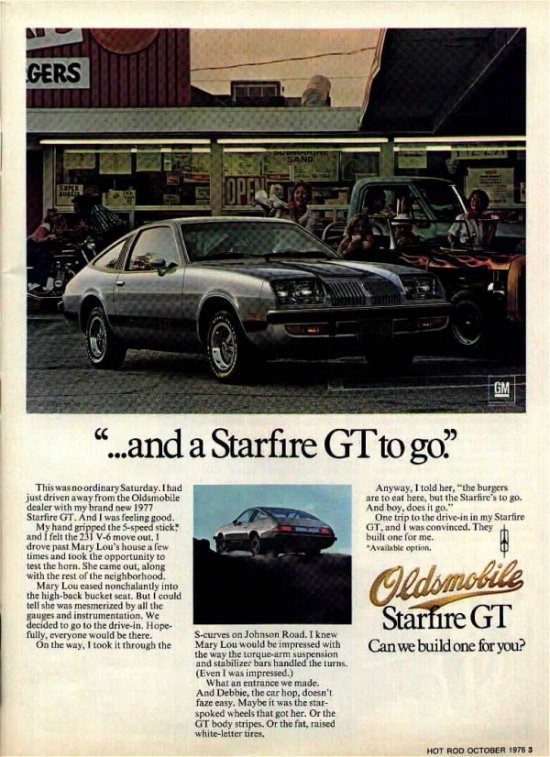 GERS
SUPER
BURGER
SUBMARINE
SAND
OPEN
GM
“...and a Starfire GT to go.”
This was no ordinary Saturday. I had
just driven away from the Oldsmobile
dealer with my brand new 1977
Starfire GT. And I was feeling good.
My hand gripped the 5-speed stick,*
and I felt the 231 V-6 move out. I
drove past Mary Lou's house a few
times and took the opportunity to
test the horn. She came out, along
with the rest of the neighborhood.
Mary Lou eased nonchalantly into
the high-back bucket seat. But I could
tell she was mesmerized by all the
gauges and instrumentation. We
decided to go to the drive-in. Hope-
fully, everyone would be there.
On the way, I took it through the
S-curves on Johnson Road. I knew
Mary Lou would be impressed with
the way the torque-arm suspension
and stabilizer bars handled the turns.
(Even I was impressed.)
What an entrance we made.
And Debbie, the car hop, doesn't
faze easy. Maybe it was the star-
spoked wheels that got her. Or the
GT body stripes. Or the fat, raised
white-letter tires.
Anyway, I told her, “the burgers
are to eat here, but the Starfire's to go.
And boy, does it go.”
One trip to the drive-in in my Starfire
GT, and I was convinced. They
built one for me.
*Available option.
Oldsmobile
Starfire GT
Can we build one for you?
HOT ROD OCTOBER 1976 3